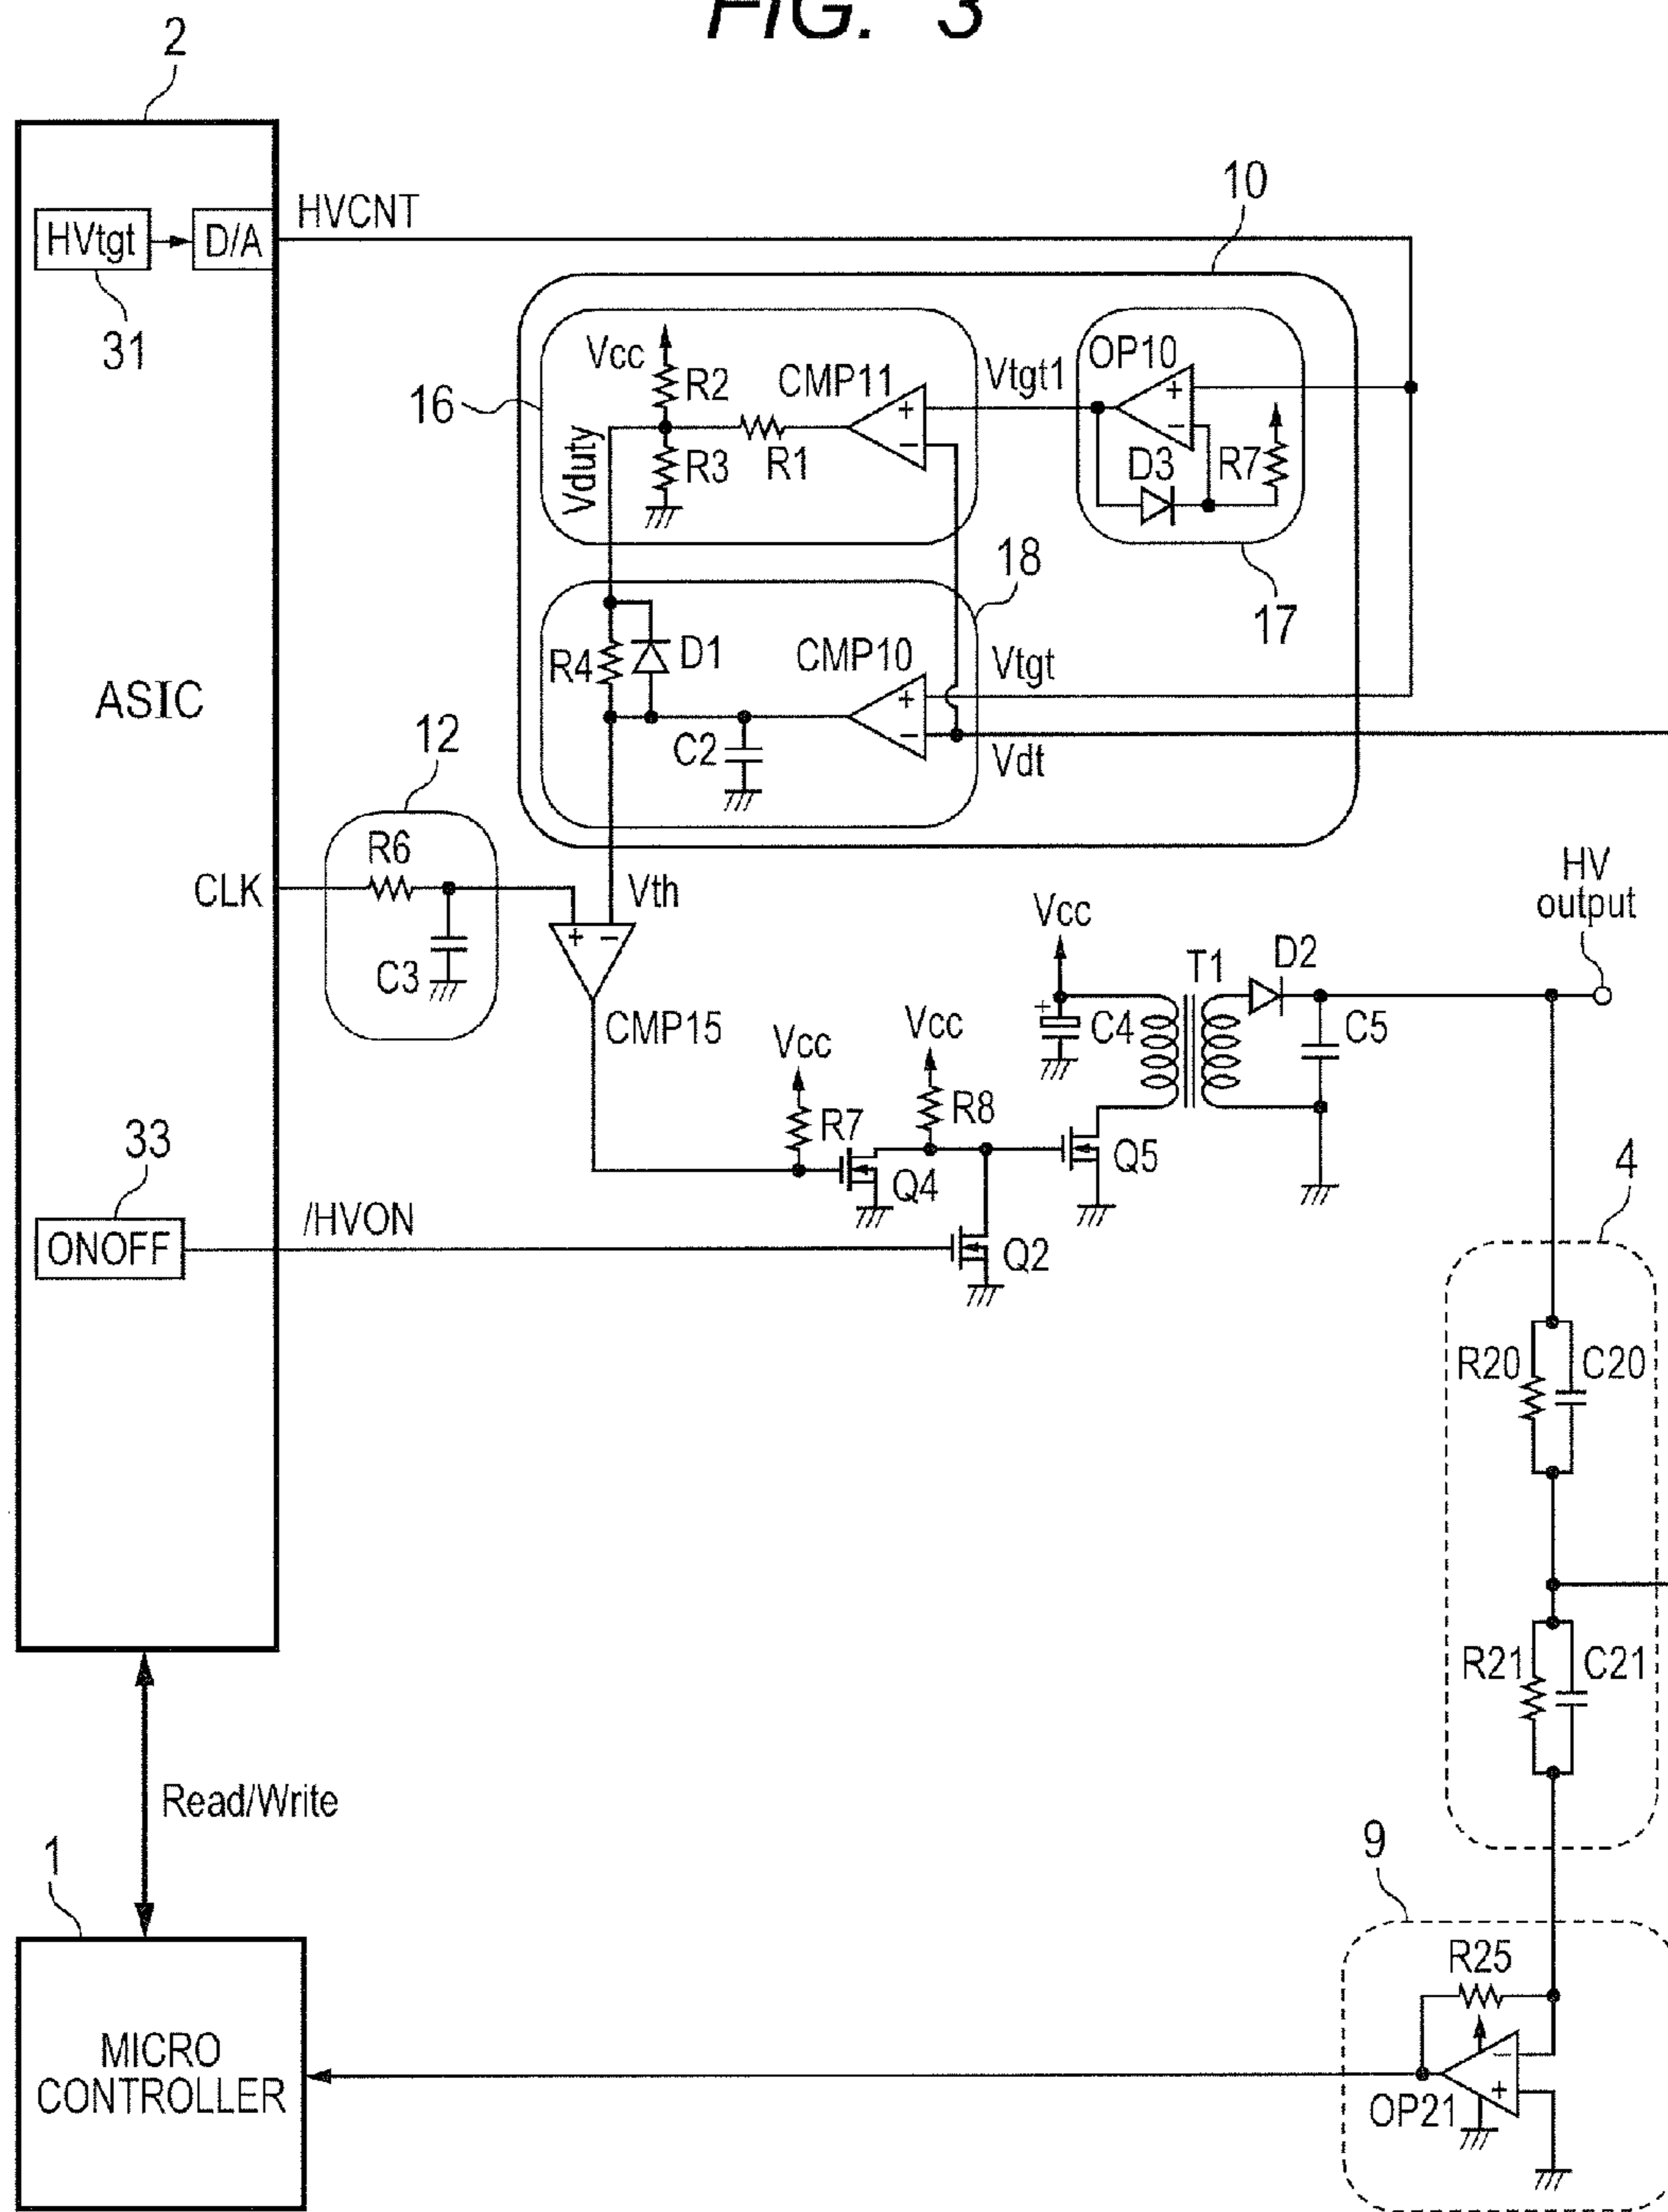 FIG. 3
2
HVCNT
HVtgt
D/A
31
10
16
Vcc
R2
CMP11
Vtgt1
OP10
+
−
+
−
Vduty
R3
R1
D3
R7
18
17
ASIC
R4
D1
CMP10
Vtgt
+
−
C2
Vdt
12
R6
CLK
C3
Vth
+ −
CMP15
HV
output
Vcc
T1
D2
+
C4
C5
Vcc
Vcc
R7
R8
Q4
Q5
33
ONOFF
/HVON
Q2
4
R20
C20
R21
C21
Read/Write
1
9
MICRO
CONTROLLER
R25
−
+
OP21